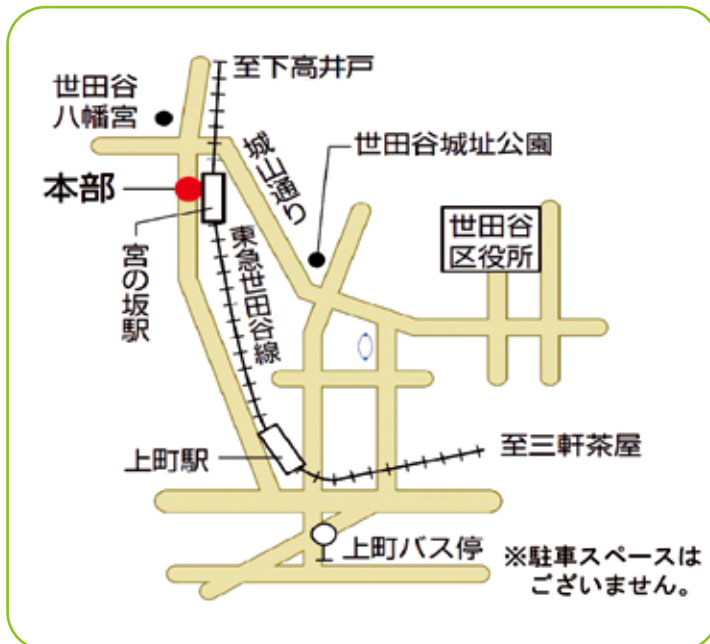 至下高井戸
世田谷
八幡宮
城山通り
世田谷城址公園
本部
世田谷
区役所
宮の坂駅
東急世田谷線
上町駅
至三軒茶屋
上町バス停
※駐車スペースは
ございません。